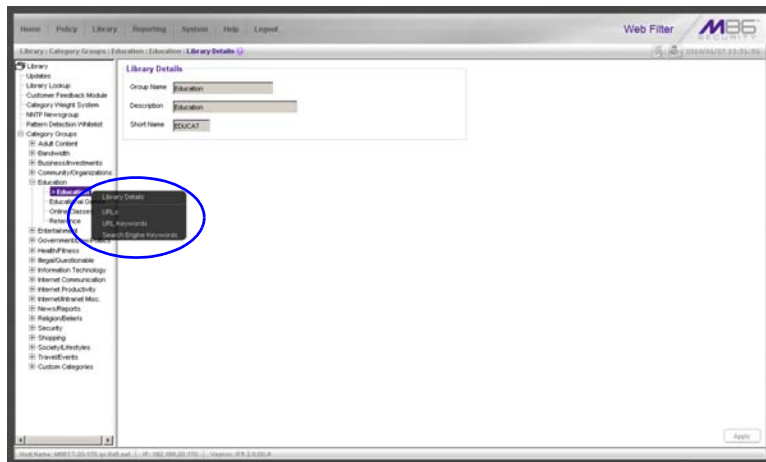 Home Policy Library Reporting System Help Logout
Web Filter
M86
SECURITY
Library : Category Groups : Education : Education : Library Details
Library
Updates
Library Lookup
Customer Feedback Module
Category Weight System
NNTP Newsgroup
Pattern Detection Whitelist
Category Groups
Adult Content
Bandwidth
Business/Investments
Community/Organizations
Education
Education
Educational Games
Online Classes
Reference
Entertainment
Health/Fitness
Illegal/Questionable
Information Technology
Internet Communication
Internet Productivity
Internet/Intranet Misc.
News/Reports
Religion/Beliefs
Security
Shopping
Society/Lifestyles
Travel/Events
Custom Categories
Library Details
URLs
URL Keywords
Search Engine Keywords
Library Details
Group Name Education
Description Education
Short Name EDUCAT
Apply